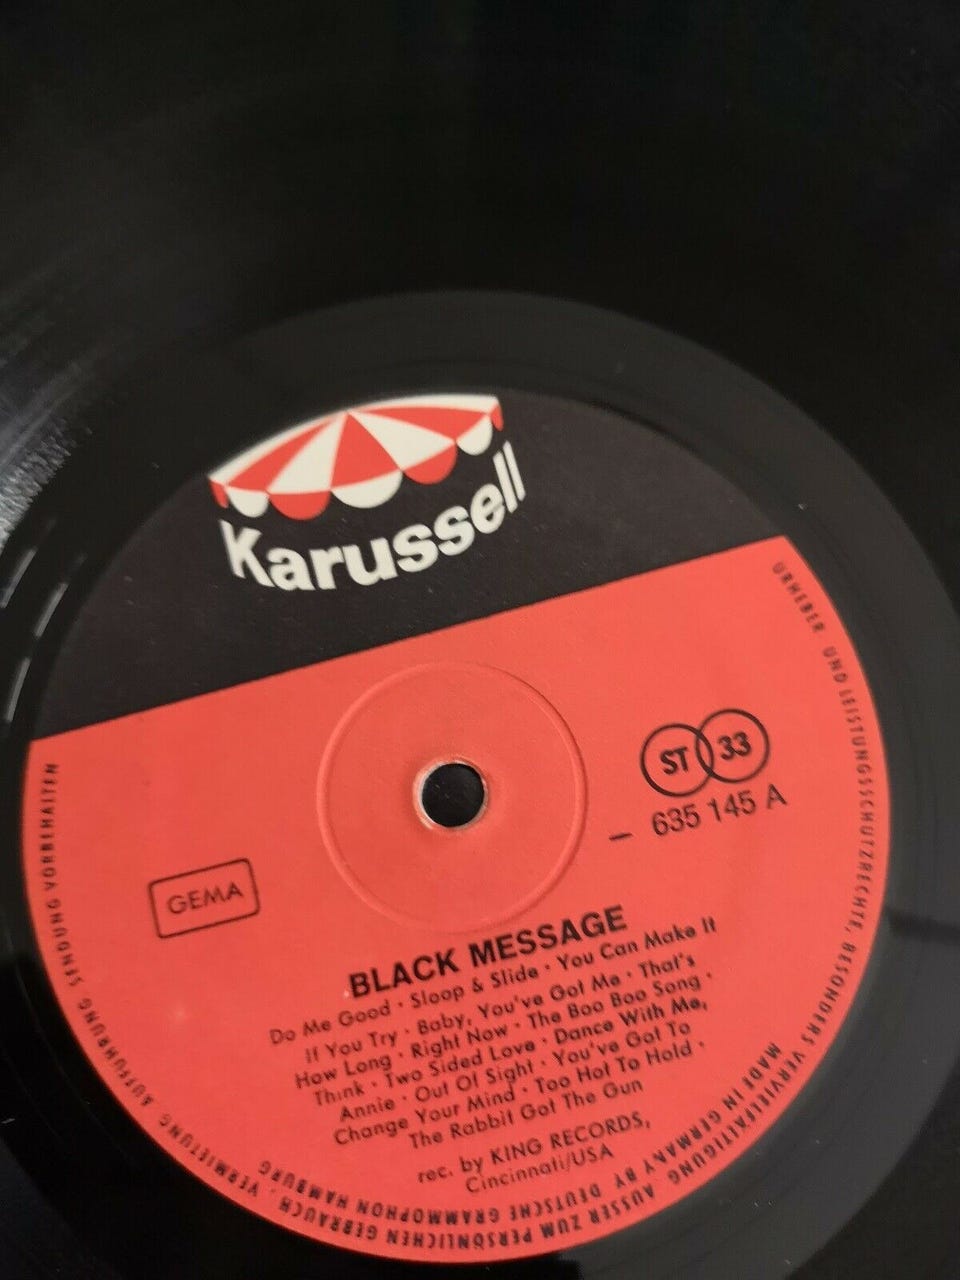 Karussell
ST 33
635 145 A
GEMA
BLACK MESSAGE
Do Me Good · Sloop & Slide · You Can Make It
If You Try · Baby, You've Got Me · That's
How Long · Right Now · The Boo Boo Song ·
Think · Two Sided Love · Dance With Me,
Annie · Out Of Sight · You've Got To
Change Your Mind · Too Hot To Hold ·
The Rabbit Got The Gun
rec. by KING RECORDS,
Cincinnati/USA
URHEBER UND LEISTUNGSSCHUTZRECHTE, BESONDERS VERVIELFÄLTIGUNG AUSSER ZUM PERSÖNLICHEN GEBRAUCH, VERMIETUNG, AUFFÜHRUNG, SENDUNG VORBEHALTEN
MADE IN GERMANY BY DEUTSCHE GRAMMOPHON HAMBURG